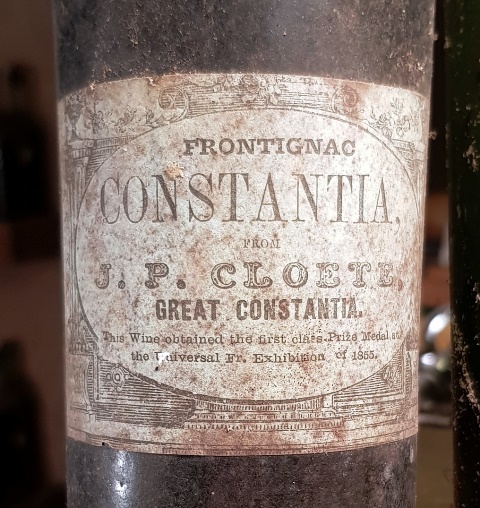 FRONTIGNAC
CONSTANTIA.
FROM
J. P. CLOETE,
GREAT CONSTANTIA.
This Wine obtained the first class Prize Medal at
the Universal Fr. Exhibition of 1855.